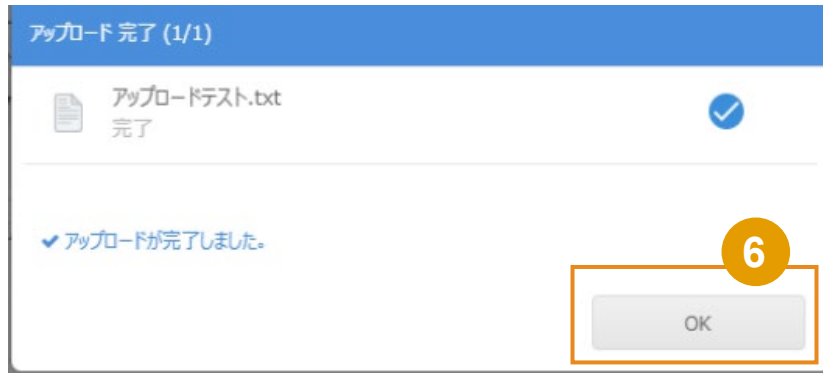 アップロード 完了 (1/1)
アップロードテスト.txt
完了
アップロードが完了しました。
6
OK